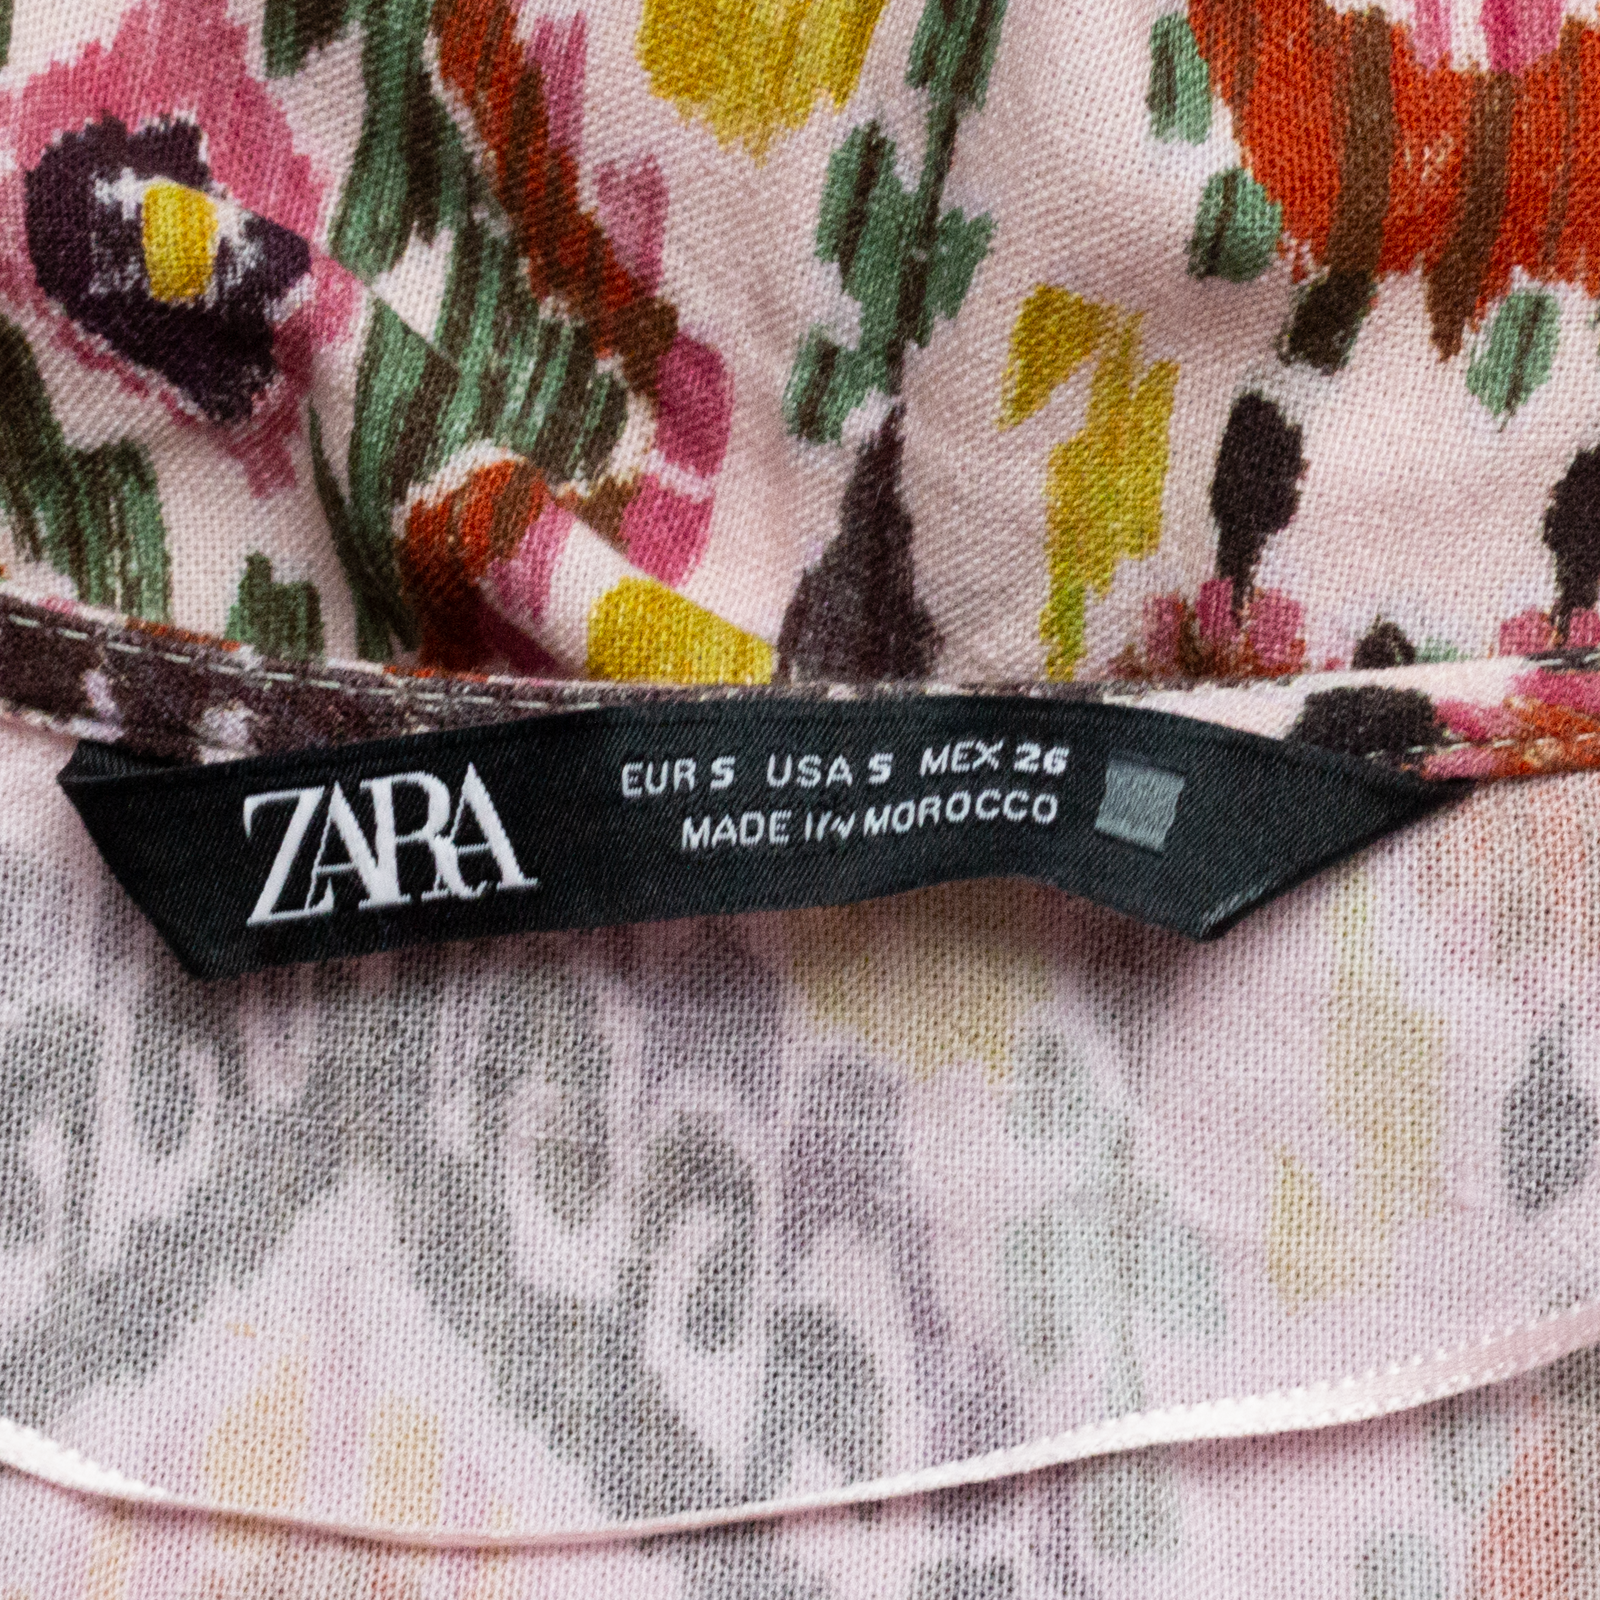 ZARA
EUR S USA S MEX 26
MADE IN MOROCCO